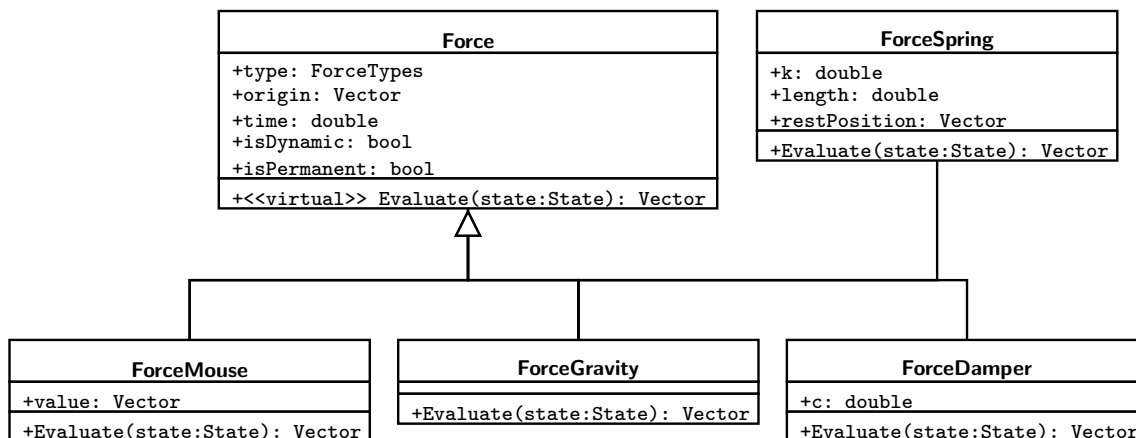 Force
+type: ForceTypes
+origin: Vector
+time: double
+isDynamic: bool
+isPermanent: bool
+<<virtual>> Evaluate(state:State): Vector
ForceSpring
+k: double
+length: double
+restPosition: Vector
+Evaluate(state:State): Vector
ForceMouse
+value: Vector
+Evaluate(state:State): Vector
ForceGravity
+Evaluate(state:State): Vector
ForceDamper
+c: double
+Evaluate(state:State): Vector